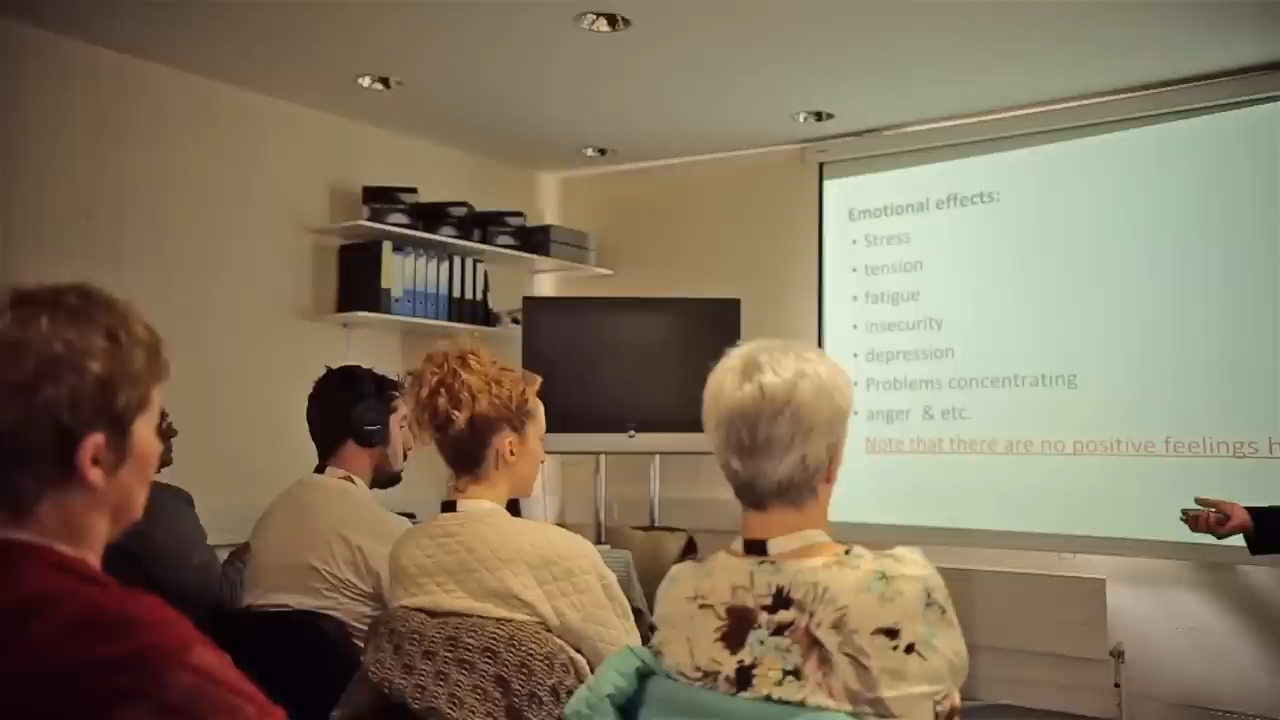 Emotional effects:
• Stress
• tension
• fatigue
• insecurity
• depression
• Problems concentrating
• anger & etc.
Note that there are no positive feelings h